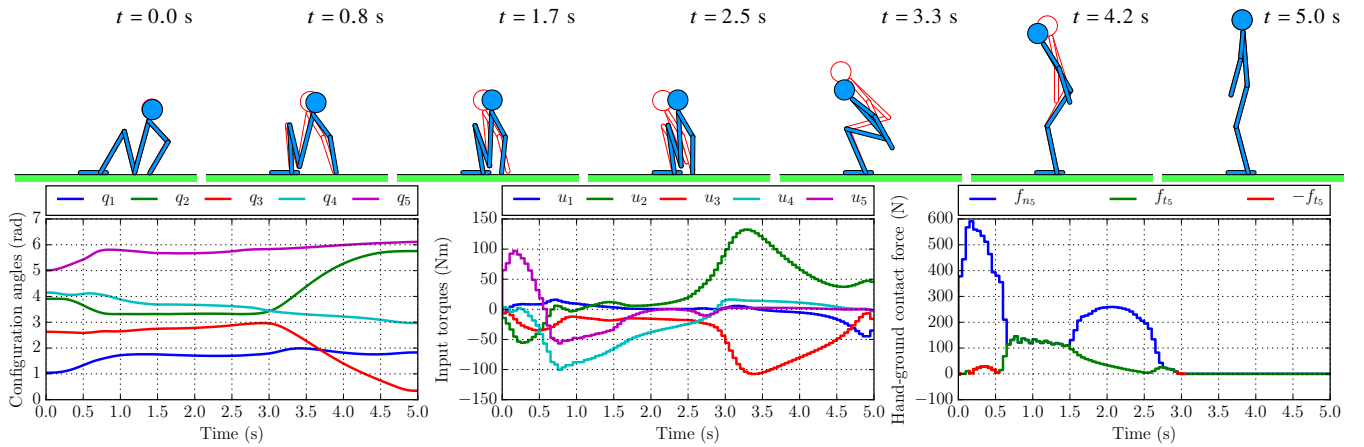 t = 0.0 s t = 0.8 s t = 1.7 s t = 2.5 s t = 3.3 s t = 4.2 s t = 5.0 s
q1 q2 q3 q4 q5
7
6
5
4
3
2
1
0
0.0 0.5 1.0 1.5 2.0 2.5 3.0 3.5 4.0 4.5 5.0
Time (s)
Configuration angles (rad)
u1 u2 u3 u4 u5
150
100
50
0
−50
−100
−150
0.0 0.5 1.0 1.5 2.0 2.5 3.0 3.5 4.0 4.5 5.0
Time (s)
Input torques (Nm)
fn5 ft5 −ft5
600
500
400
300
200
100
0
−100
0.0 0.5 1.0 1.5 2.0 2.5 3.0 3.5 4.0 4.5 5.0
Time (s)
Hand-ground contact force (N)